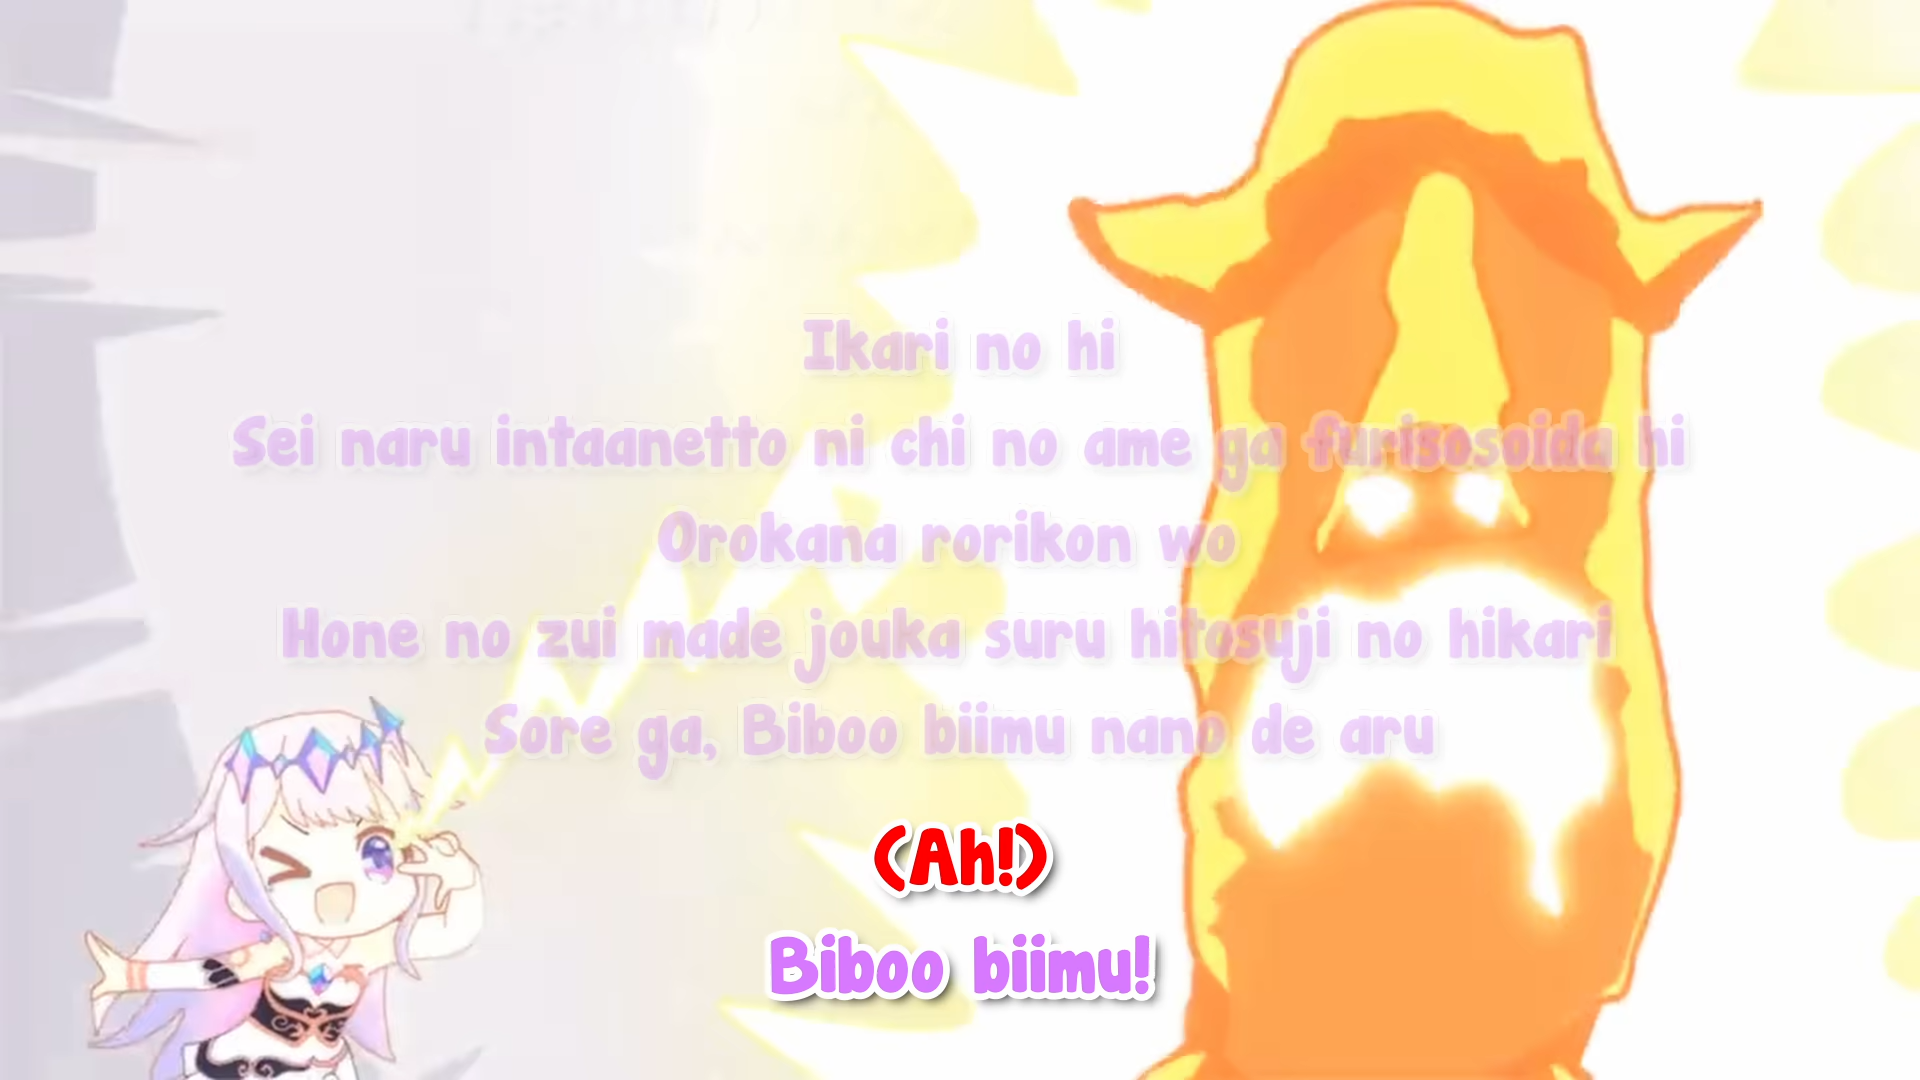 Ikari no hi
Sei naru intaanetto ni chi no ame ga furisosoida hi
Orokana rorikon wo
Hone no zui made jouka suru hitosuji no hikari
Sore ga, Biboo biimu nano de aru
(Ah!)
Biboo biimu!